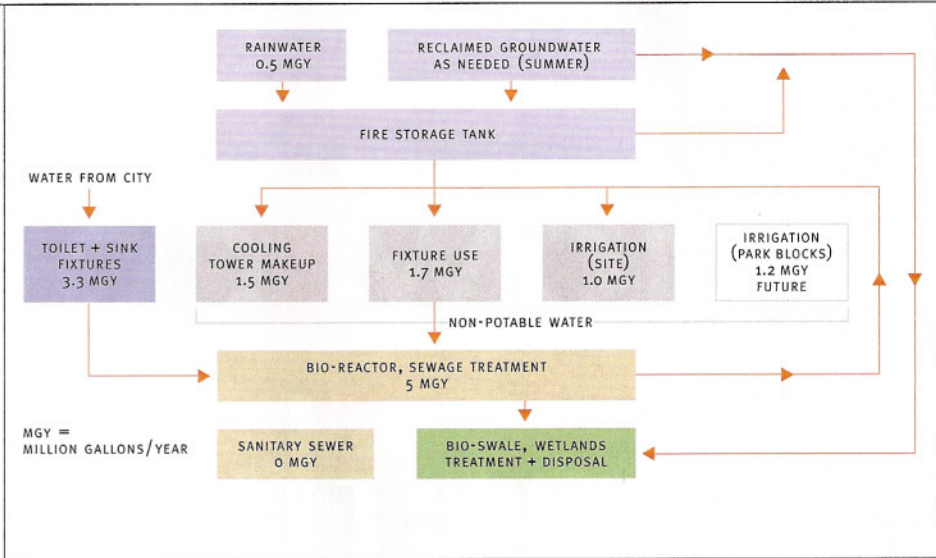 RAINWATER
0.5 MGY
RECLAIMED GROUNDWATER
AS NEEDED (SUMMER)
FIRE STORAGE TANK
WATER FROM CITY
TOILET + SINK
FIXTURES
3.3 MGY
COOLING
TOWER MAKEUP
1.5 MGY
FIXTURE USE
1.7 MGY
IRRIGATION
(SITE)
1.0 MGY
IRRIGATION
(PARK BLOCKS)
1.2 MGY
FUTURE
NON-POTABLE WATER
BIO-REACTOR, SEWAGE TREATMENT
5 MGY
MGY =
MILLION GALLONS/YEAR
SANITARY SEWER
0 MGY
BIO-SWALE, WETLANDS
TREATMENT + DISPOSAL